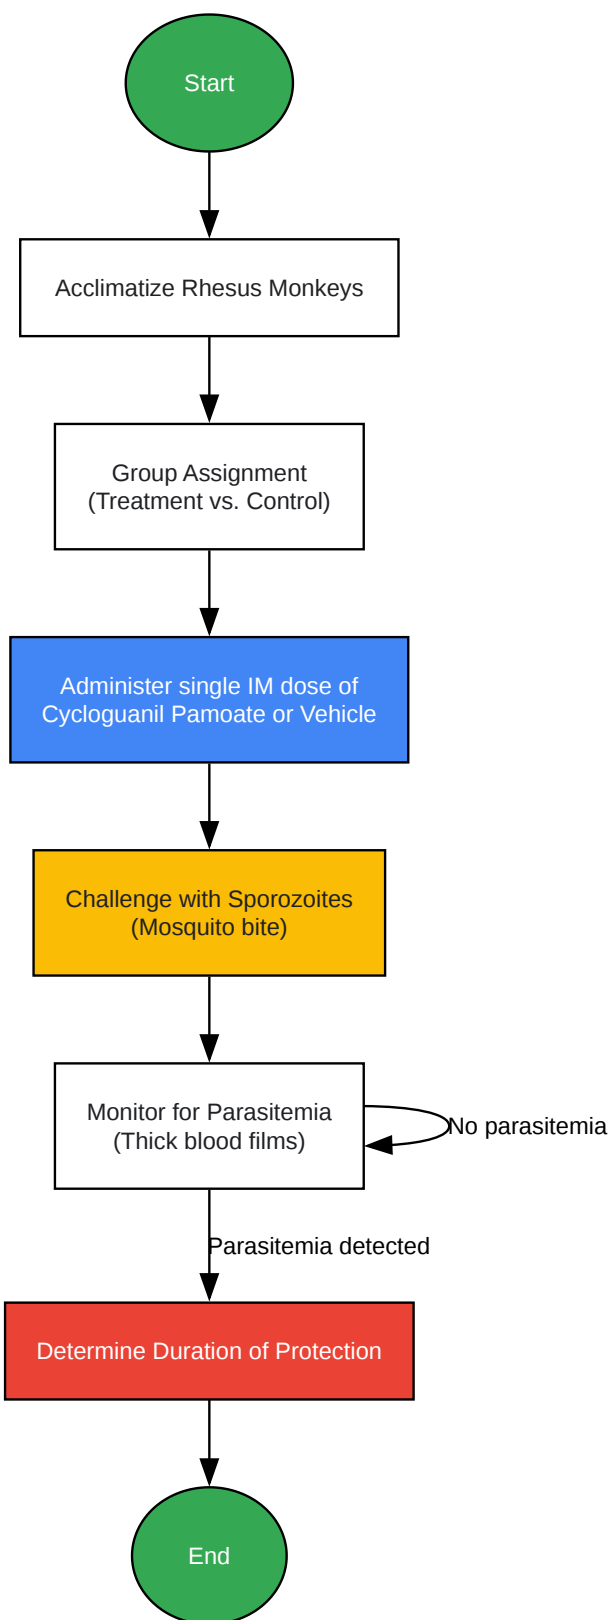 Start
Acclimatize Rhesus Monkeys
Group Assignment
(Treatment vs. Control)
Administer single IM dose of
Cycloguanil Pamoate or Vehicle
Challenge with Sporozoites
(Mosquito bite)
Monitor for Parasitemia
(Thick blood films)
No parasitemia
Parasitemia detected
Determine Duration of Protection
End